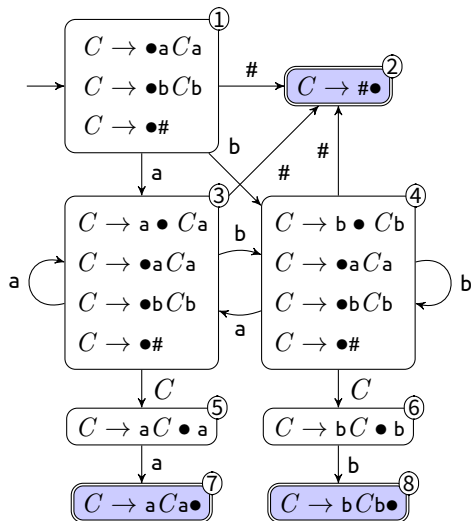 ①
C → ●aCa
C → ●bCb
C → ●#
#
②
C → #●
a
b
#
#
③
C → a ● Ca
C → ●aCa
C → ●bCb
C → ●#
a
b
a
④
C → b ● Cb
C → ●aCa
C → ●bCb
C → ●#
b
C
C
⑤
C → aC ● a
⑥
C → bC ● b
a
b
⑦
C → aCa●
⑧
C → bCb●